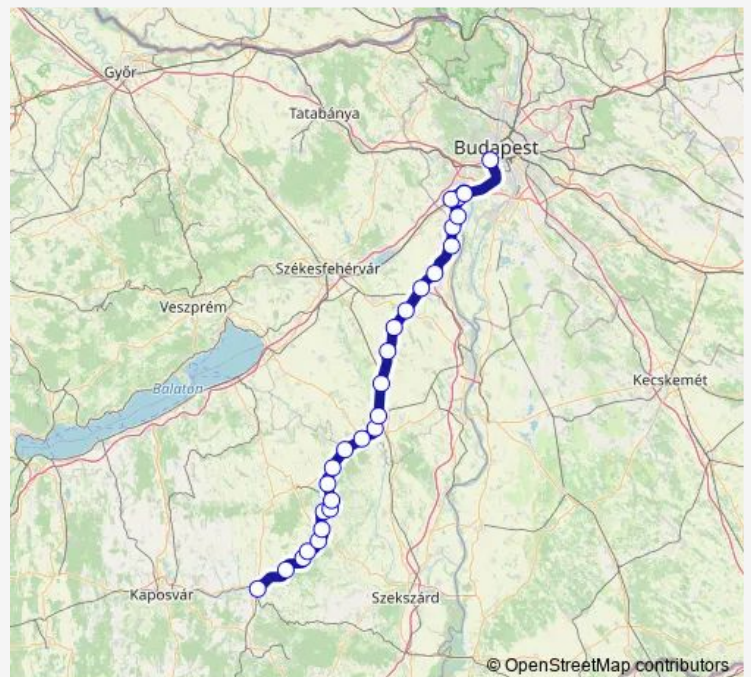 Győr
Tatabánya
Budapest
Székesfehérvár
Veszprém
Balaton
Kecskemét
Kaposvár
Szekszárd
© OpenStreetMap contributors